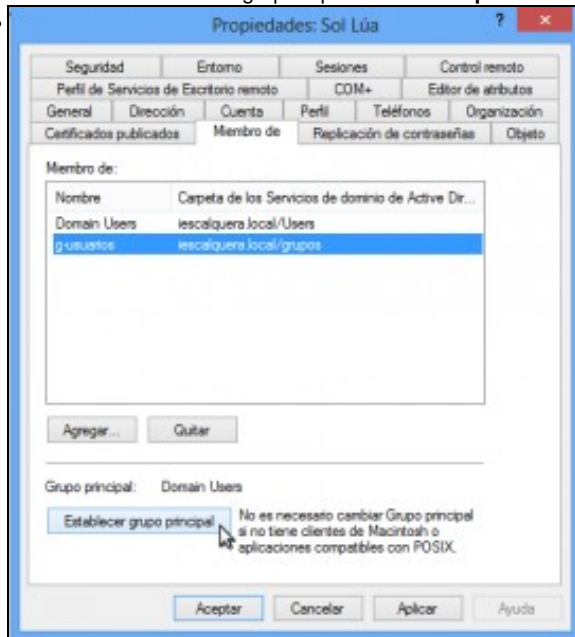 Propiedades: Sol Lúa ? ×
Seguridad Entorno Sesiones Control remoto
Perfil de Servicios de Escritorio remoto COM+ Editor de atributos
General Dirección Cuenta Perfil Teléfonos Organización
Certificados publicados Miembro de Replicación de contraseñas Objeto
Miembro de:
Nombre Carpeta de los Servicios de dominio de Active Dir...
Domain Users iescalquera.local/Users
g-usuarios iescalquera.local/grupos
Agregar... Quitar
Grupo principal: Domain Users
Establecer grupo principal
No es necesario cambiar Grupo principal
si no tiene clientes de Macintosh o
aplicaciones compatibles con POSIX.
Aceptar Cancelar Aplicar Ayuda